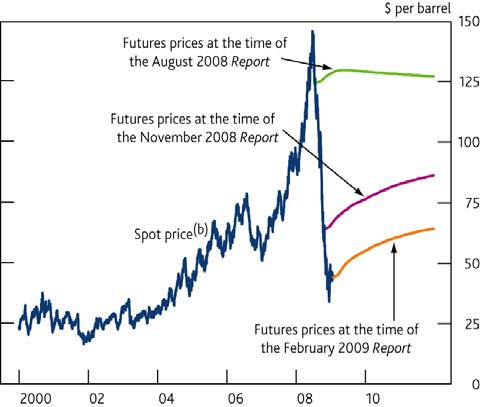 $ per barrel
150
Futures prices at the time of
the August 2008 Report
125
Futures prices at the time of
the November 2008 Report
100
75
Spot price(b)
50
Futures prices at the time of
the February 2009 Report
25
0
2000 02 04 06 08 10